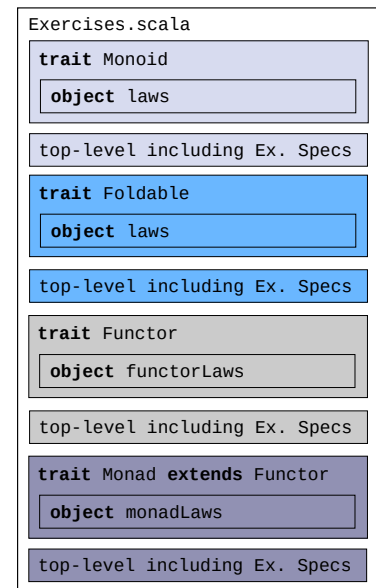 Exercises.scala
trait Monoid
object laws
top-level including Ex. Specs
trait Foldable
object laws
top-level including Ex. Specs
trait Functor
object functorLaws
top-level including Ex. Specs
trait Monad extends Functor
object monadLaws
top-level including Ex. Specs